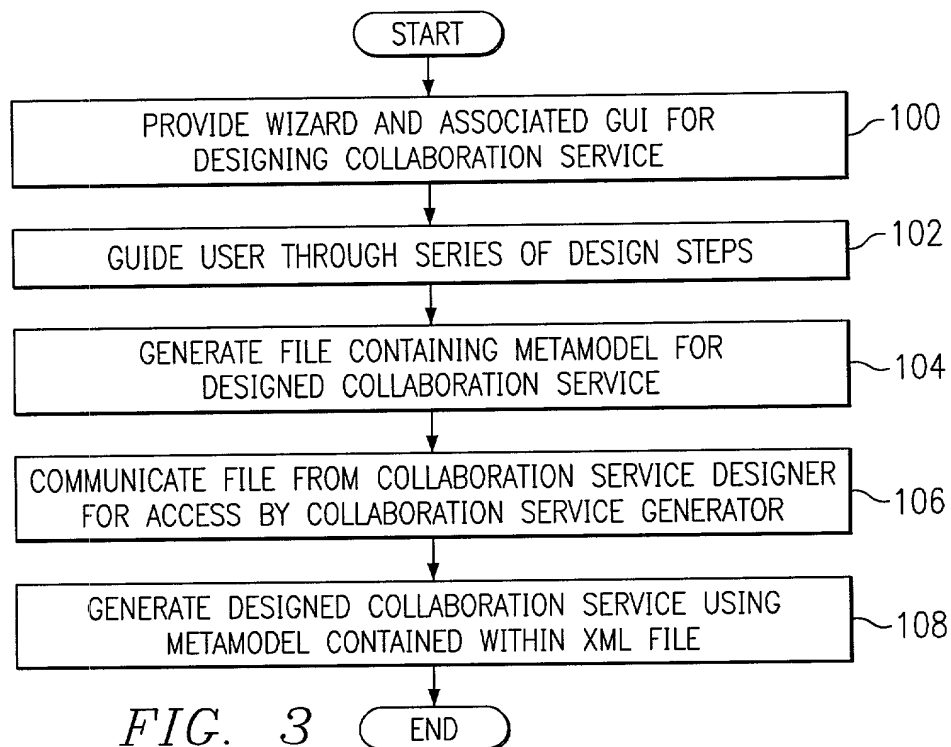 START
PROVIDE WIZARD AND ASSOCIATED GUI FOR
DESIGNING COLLABORATION SERVICE
100
GUIDE USER THROUGH SERIES OF DESIGN STEPS
102
GENERATE FILE CONTAINING METAMODEL FOR
DESIGNED COLLABORATION SERVICE
104
COMMUNICATE FILE FROM COLLABORATION SERVICE DESIGNER
FOR ACCESS BY COLLABORATION SERVICE GENERATOR
106
GENERATE DESIGNED COLLABORATION SERVICE USING
METAMODEL CONTAINED WITHIN XML FILE
108
FIG. 3
END